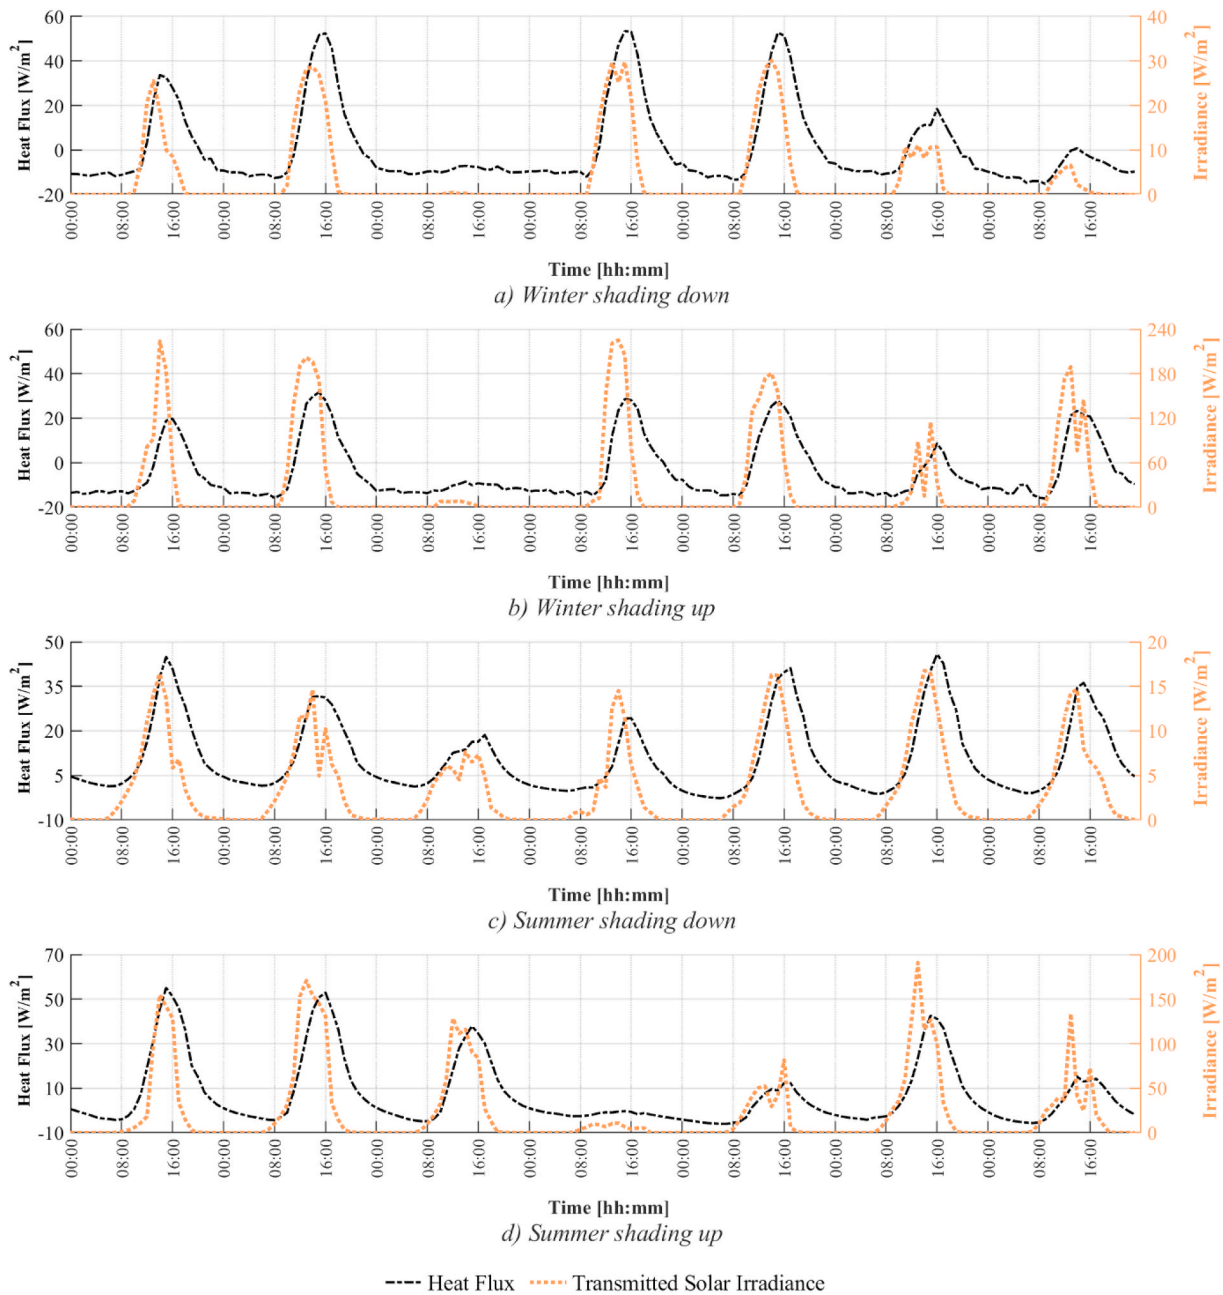 60 40
40 30
20 20
0 10
-20 0
Heat Flux [W/m²]
Irradiance [W/m²]
00:00 08:00 16:00 00:00 08:00 16:00 00:00 08:00 16:00 00:00 08:00 16:00 00:00 08:00 16:00 00:00 08:00 16:00 00:00 08:00 16:00
Time [hh:mm]
a) Winter shading down
60 240
40 180
20 120
0 60
-20 0
Heat Flux [W/m²]
Irradiance [W/m²]
00:00 08:00 16:00 00:00 08:00 16:00 00:00 08:00 16:00 00:00 08:00 16:00 00:00 08:00 16:00 00:00 08:00 16:00 00:00 08:00 16:00
Time [hh:mm]
b) Winter shading up
50 20
35 15
20 10
5 5
-10 0
Heat Flux [W/m²]
Irradiance [W/m²]
00:00 08:00 16:00 00:00 08:00 16:00 00:00 08:00 16:00 00:00 08:00 16:00 00:00 08:00 16:00 00:00 08:00 16:00 00:00 08:00 16:00
Time [hh:mm]
c) Summer shading down
70 200
50 150
30 100
10 50
-10 0
Heat Flux [W/m²]
Irradiance [W/m²]
00:00 08:00 16:00 00:00 08:00 16:00 00:00 08:00 16:00 00:00 08:00 16:00 00:00 08:00 16:00 00:00 08:00 16:00 00:00 08:00 16:00
Time [hh:mm]
d) Summer shading up
Heat Flux Transmitted Solar Irradiance